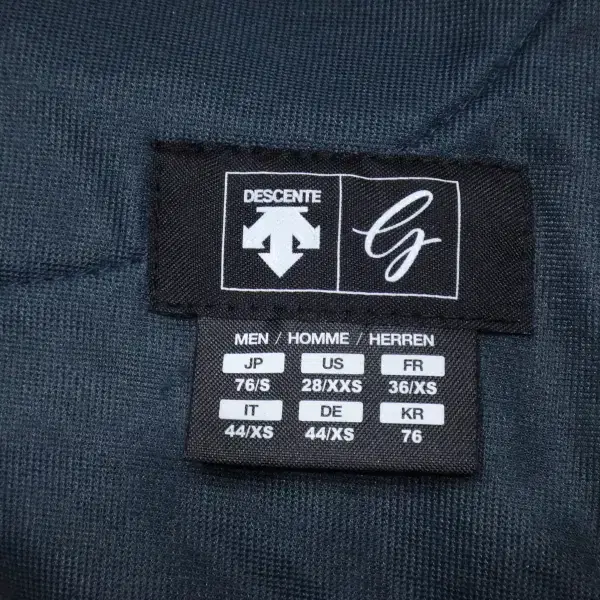 DESCENTE
G
MEN / HOMME / HERREN
JP US FR
76/S 28/XXS 36/XS
IT DE KR
44/XS 44/XS 76